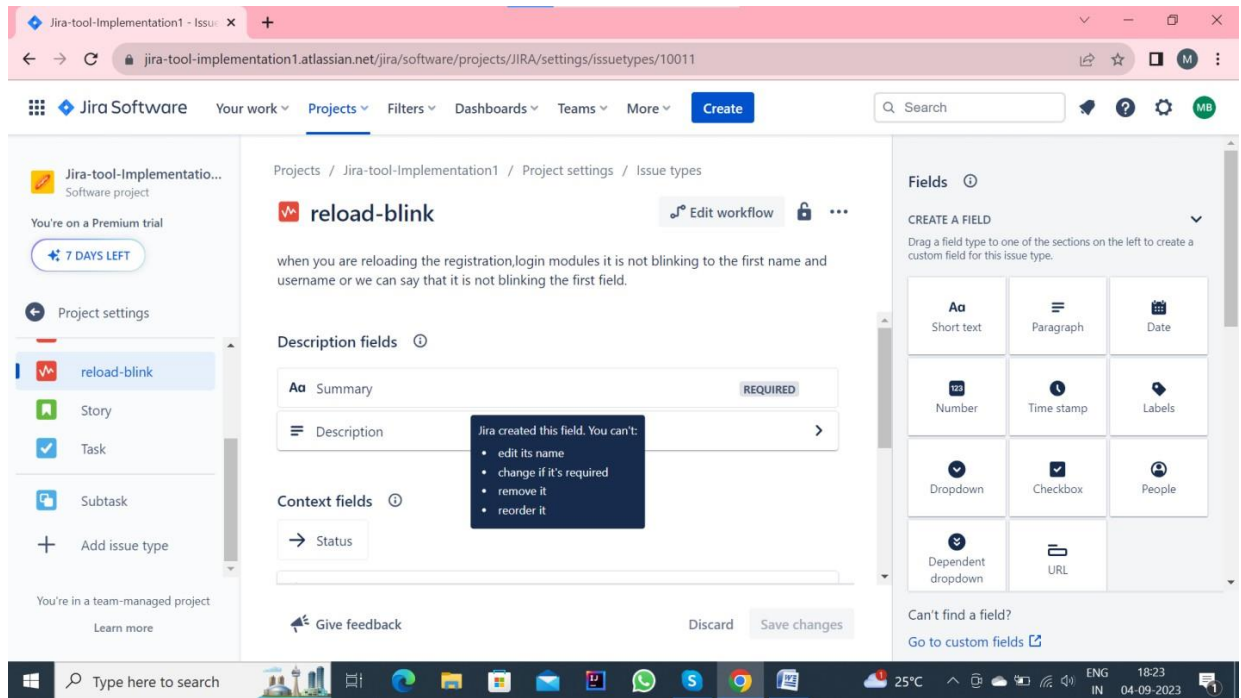 Jira-tool-Implementation1 - Issu
jira-tool-implementation1.atlassian.net/jira/software/projects/JIRA/settings/issuetypes/10011
M
Jira Software
Your work
Projects
Filters
Dashboards
Teams
More
Create
Search
MB
Jira-tool-Implementatio...
Software project
You're on a Premium trial
7 DAYS LEFT
Project settings
reload-blink
Story
Task
Subtask
Add issue type
You're in a team-managed project
Learn more
Projects / Jira-tool-Implementation1 / Project settings / Issue types
reload-blink
Edit workflow
when you are reloading the registration,login modules it is not blinking to the first name and
username or we can say that it is not blinking the first field.
Description fields
Aa Summary
REQUIRED
Description
Jira created this field. You can't:
• edit its name
• change if it's required
• remove it
• reorder it
Context fields
Status
Give feedback
Discard
Save changes
Fields
CREATE A FIELD
Drag a field type to one of the sections on the left to create a
custom field for this issue type.
Aa
Short text
Paragraph
Date
123
Number
Time stamp
Labels
Dropdown
Checkbox
People
Dependent
dropdown
URL
Can't find a field?
Go to custom fields
Type here to search
25°C
ENG
IN
18:23
04-09-2023